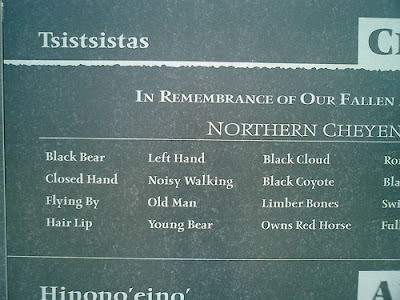 Tsistsistas
IN REMEMBRANCE OF OUR FALLEN
NORTHERN
Black Bear Left Hand Black Cloud
Closed Hand Noisy Walking Black Coyote
Flying By Old Man Limber Bones
Hair Lip Young Bear Owns Red Horse
Hinono'eino'